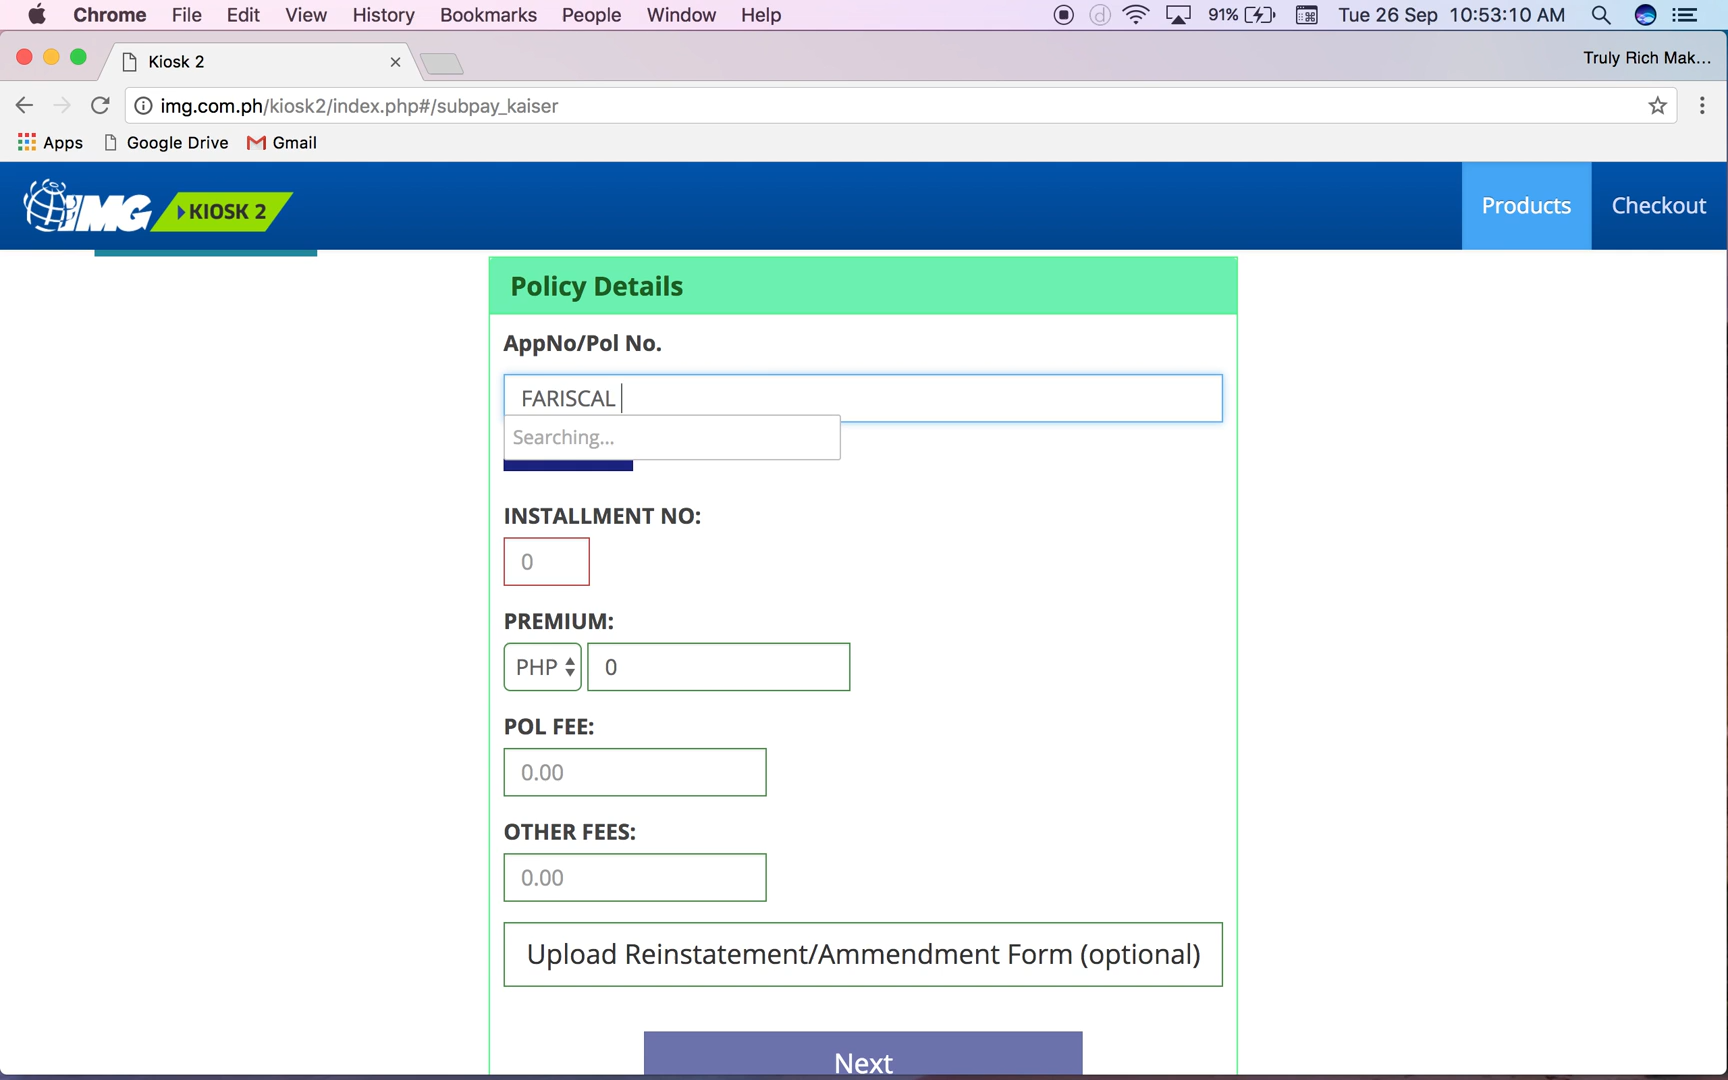 Chrome File Edit View History Bookmarks People Window Help 91% Tue 26 Sep 10:53:10 AM
Kiosk 2 Truly Rich Mak...
img.com.ph/kiosk2/index.php#/subpay_kaiser
Apps Google Drive Gmail
IMG KIOSK 2 Products Checkout
Policy Details
AppNo/Pol No.
FARISCAL
Searching...
INSTALLMENT NO:
0
PREMIUM:
PHP 0
POL FEE:
0.00
OTHER FEES:
0.00
Upload Reinstatement/Ammendment Form (optional)
Next